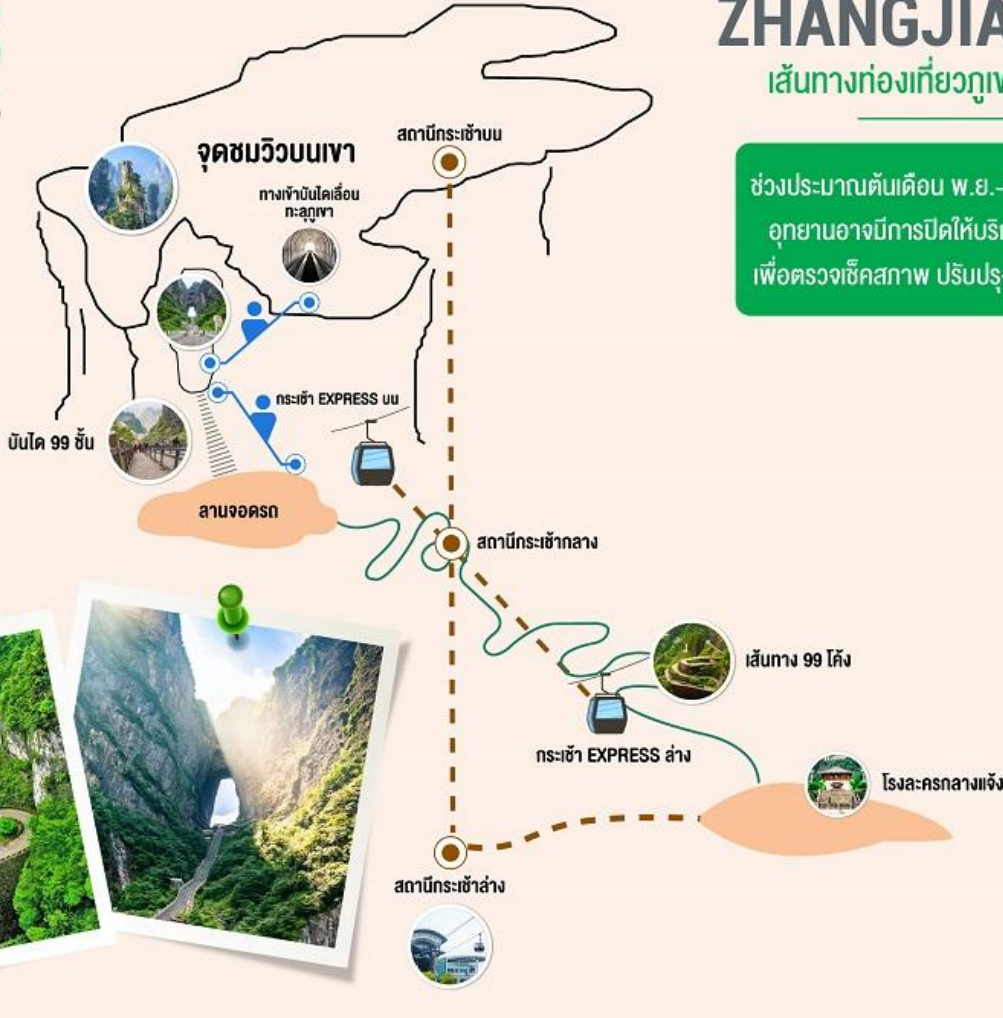 ZHANGJIA
เส้นทางท่องเที่ยวภูเข
ช่วงประมาณต้นเดือน พ.ย.-
อุทยานอาจมีการปิดให้บริ
เพื่อตรวจเช็คสภาพ ปรับปรุ
สถานีกระเช้าบน
จุดชมวิวบนเขา
ทางเข้าบันไดเลื่อน
ทะลุภูเขา
กระเช้า EXPRESS บน
บันได 99 ชั้น
ลานจอดรถ
สถานีกระเช้ากลาง
เส้นทาง 99 โค้ง
กระเช้า EXPRESS ล่าง
โรงละครกลางแจ้ง
สถานีกระเช้าล่าง